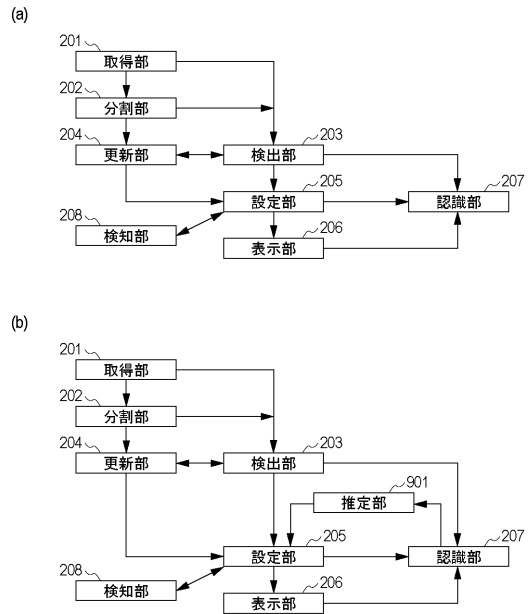 (a)
201
取得部
202
分割部
204
203
更新部
検出部
205
207
設定部
認識部
208
206
検知部
表示部
(b)
201
取得部
202
分割部
204
203
更新部
検出部
901
推定部
205
207
設定部
認識部
208
206
検知部
表示部